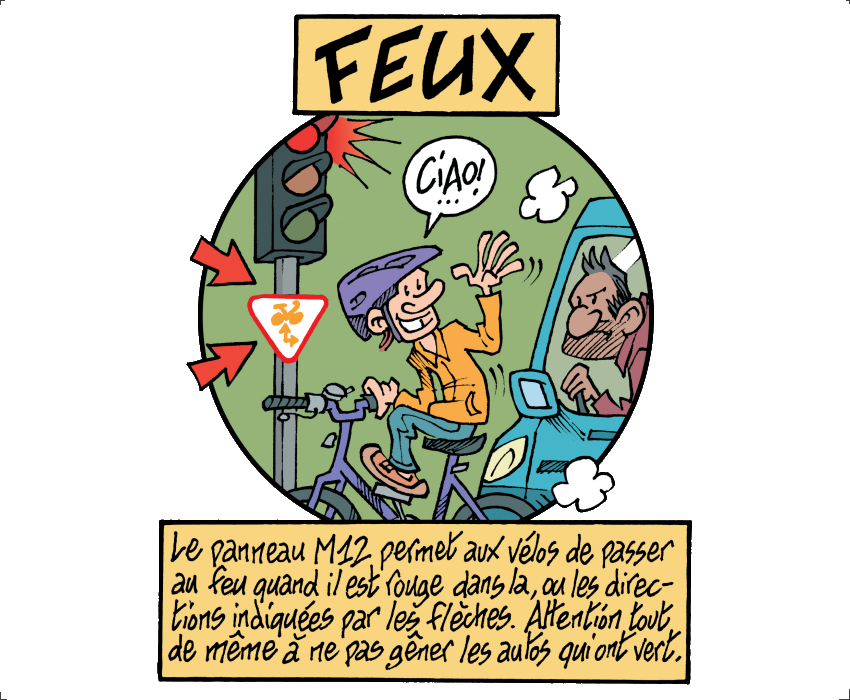 FEUX
CiAO!
...
Le panneau M12 permet aux vélos de passer
au feu quand il est rouge dans la, ou les direc-
tions indiquées par les flèches. Attention tout
de même à ne pas gêner les autos qui ont vert.